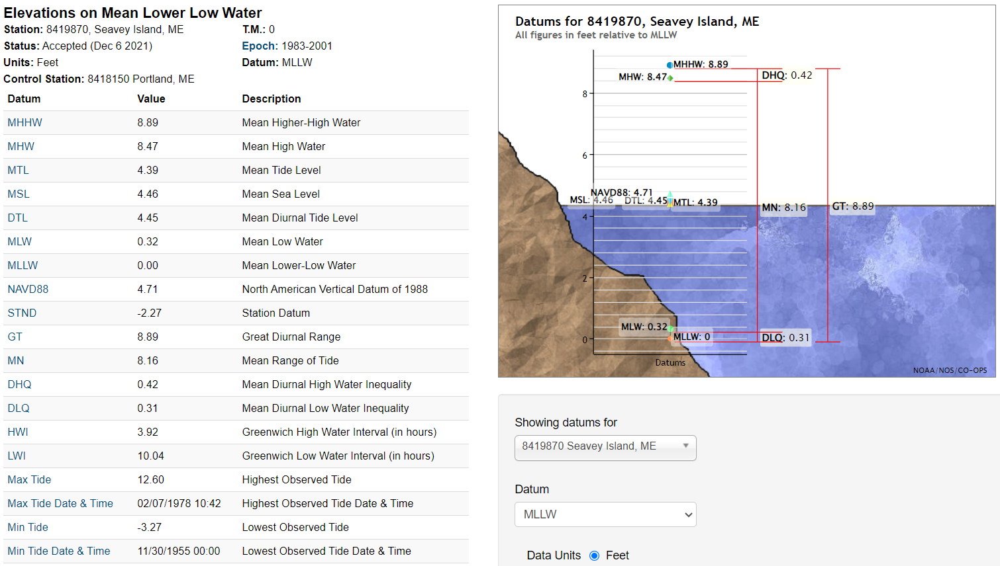 Elevations on Mean Lower Low Water
Station: 8419870, Seavey Island, ME
T.M.: 0
Status: Accepted (Dec 6 2021)
Epoch: 1983-2001
Units: Feet
Datum: MLLW
Control Station: 8418150 Portland, ME
Datum Value Description
MHHW 8.89 Mean Higher-High Water
MHW 8.47 Mean High Water
MTL 4.39 Mean Tide Level
MSL 4.46 Mean Sea Level
DTL 4.45 Mean Diurnal Tide Level
MLW 0.32 Mean Low Water
MLLW 0.00 Mean Lower-Low Water
NAVD88 4.71 North American Vertical Datum of 1988
STND -2.27 Station Datum
GT 8.89 Great Diurnal Range
MN 8.16 Mean Range of Tide
DHQ 0.42 Mean Diurnal High Water Inequality
DLQ 0.31 Mean Diurnal Low Water Inequality
HWI 3.92 Greenwich High Water Interval (in hours)
LWI 10.04 Greenwich Low Water Interval (in hours)
Max Tide 12.60 Highest Observed Tide
Max Tide Date & Time 02/07/1978 10:42 Highest Observed Tide Date & Time
Min Tide -3.27 Lowest Observed Tide
Min Tide Date & Time 11/30/1955 00:00 Lowest Observed Tide Date & Time
Datums for 8419870, Seavey Island, ME
All figures in feet relative to MLLW
MHHW: 8.89
MHW: 8.47
DHQ: 0.42
8
6
NAVD88: 4.71
MSL: 4.46 DTL: 4.45 MTL: 4.39
MN: 8.16
GT: 8.89
4
2
MLW: 0.32
MLLW: 0
DLQ: 0.31
0
Datums
NOAA/NOS/CO-OPS
Showing datums for
8419870 Seavey Island, ME
Datum
MLLW
Data Units Feet